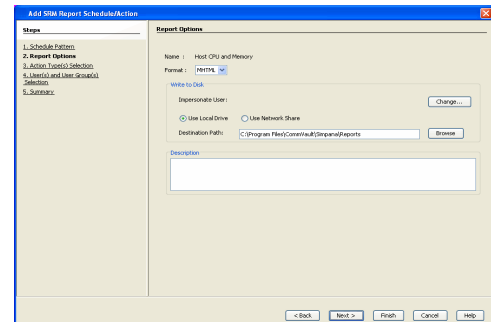 Add SRM Report Schedule/Action
Steps
Report Options
1. Schedule Pattern
2. Report Options
3. Action Type(s) Selection
4. User(s) and User Group(s)
Selection
5. Summary
Name : Host CPU and Memory
Format : MHTML
Write to Disk
Impersonate User:
Change...
Use Local Drive Use Network Share
Destination Path: C:\Program Files\CommVault\Simpana\Reports Browse
Description
< Back Next > Finish Cancel Help